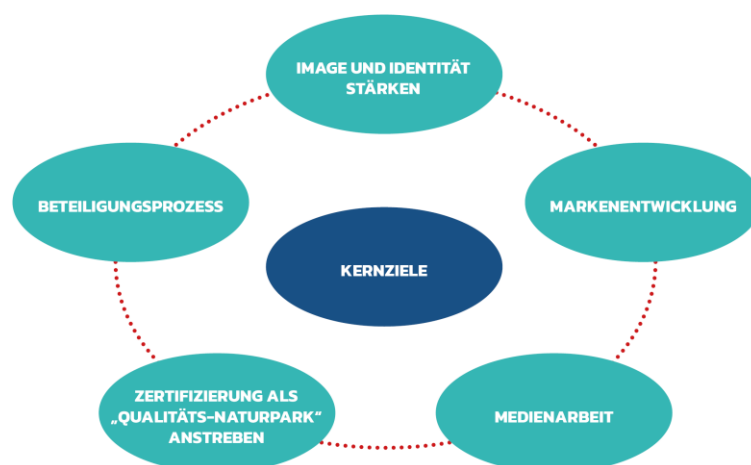 IMAGE UND IDENTITÄT
STÄRKEN
BETEILIGUNGSPROZESS
MARKENENTWICKLUNG
KERNZIELE
ZERTIFIZIERUNG ALS
„QUALITÄTS-NATURPARK“
ANSTREBEN
MEDIENARBEIT